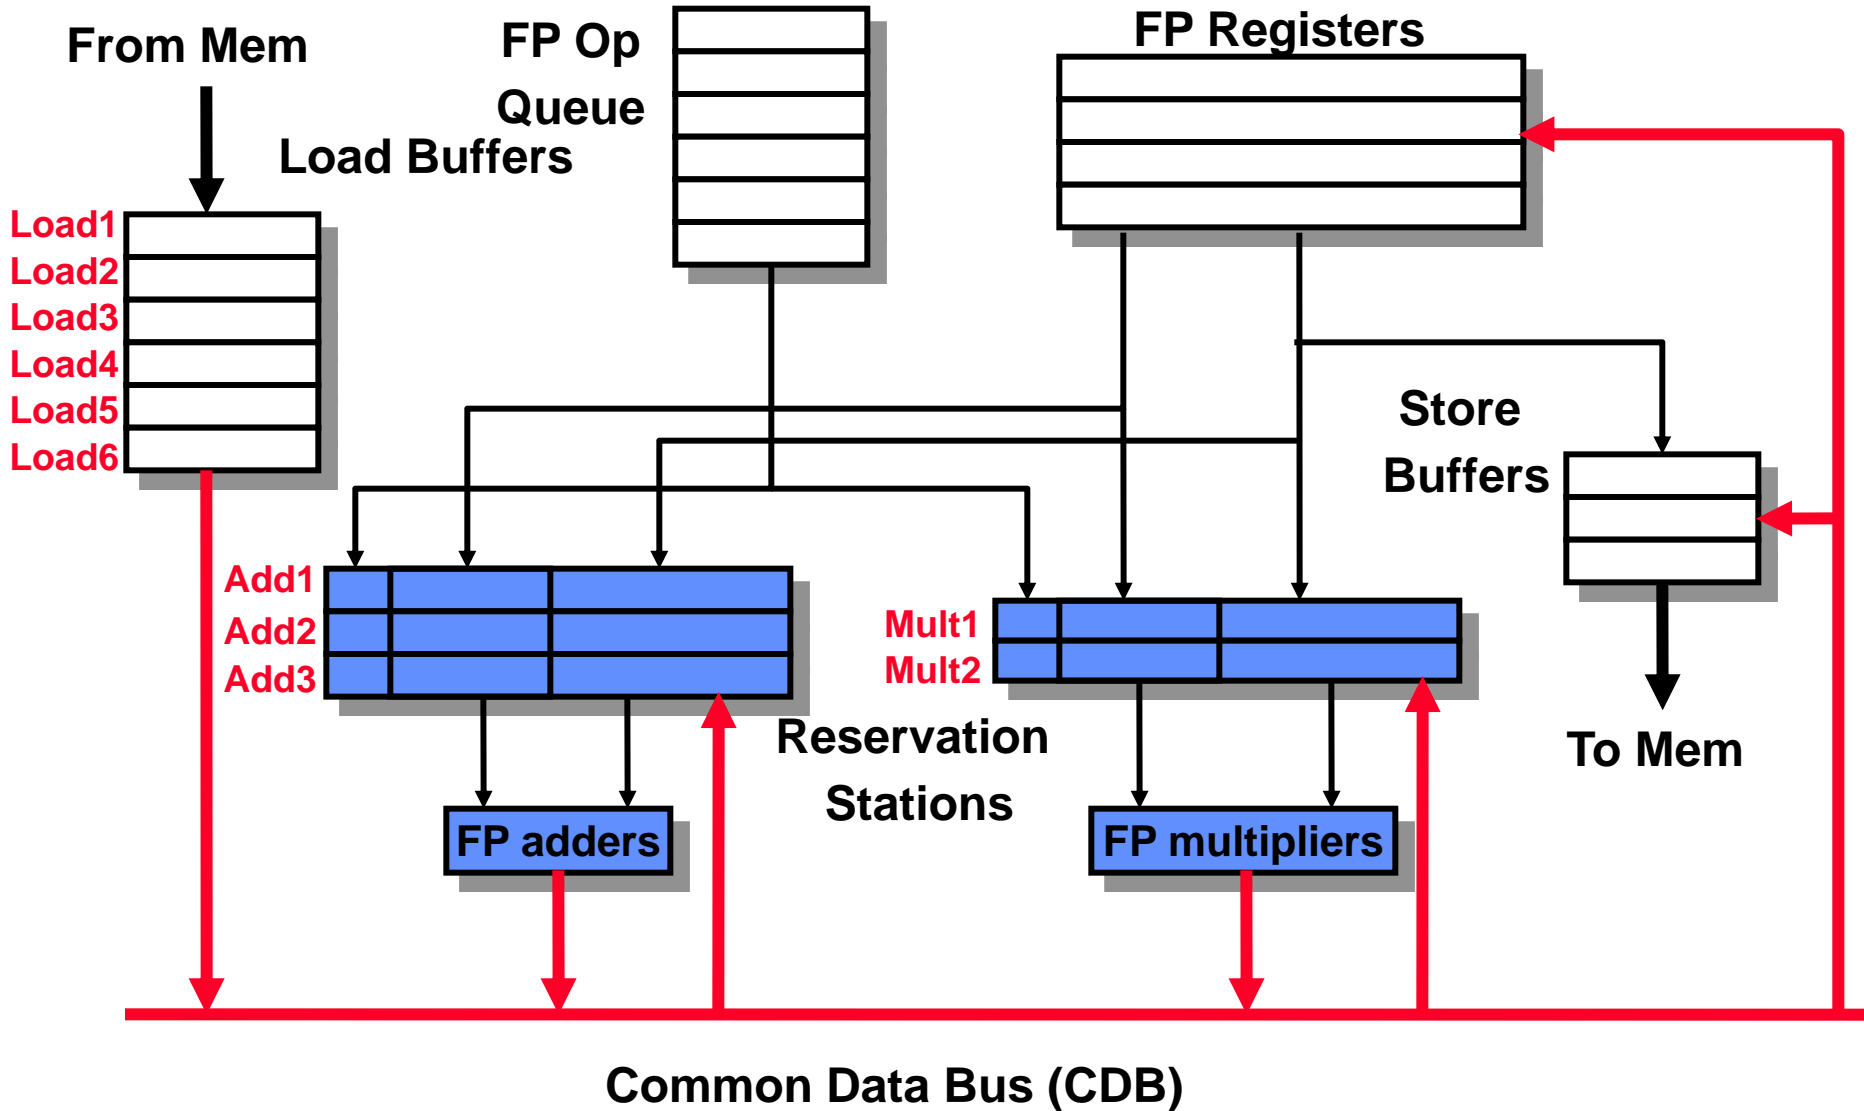 From Mem
FP Op
Queue
FP Registers
Load Buffers
Load1
Load2
Load3
Load4
Load5
Load6
Store
Buffers
Add1
Add2
Add3
Mult1
Mult2
Reservation
Stations
To Mem
FP adders
FP multipliers
Common Data Bus (CDB)